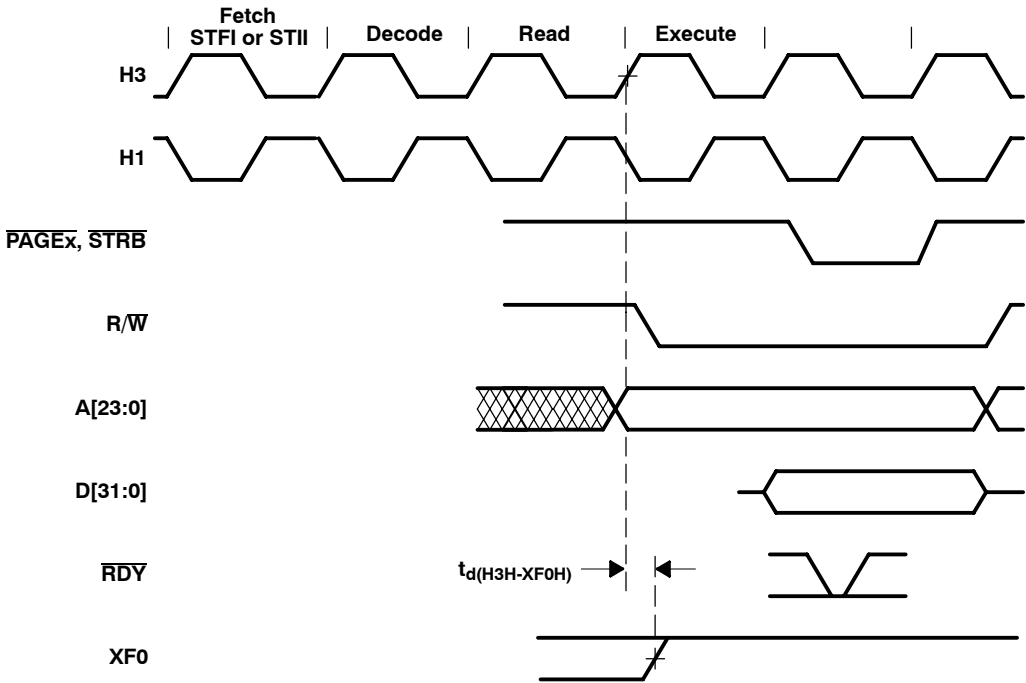 Fetch
STFI or STII
Decode
Read
Execute
H3
H1
PAGEx, STRB
R/W
A[23:0]
D[31:0]
RDY
td(H3H-XF0H)
XF0